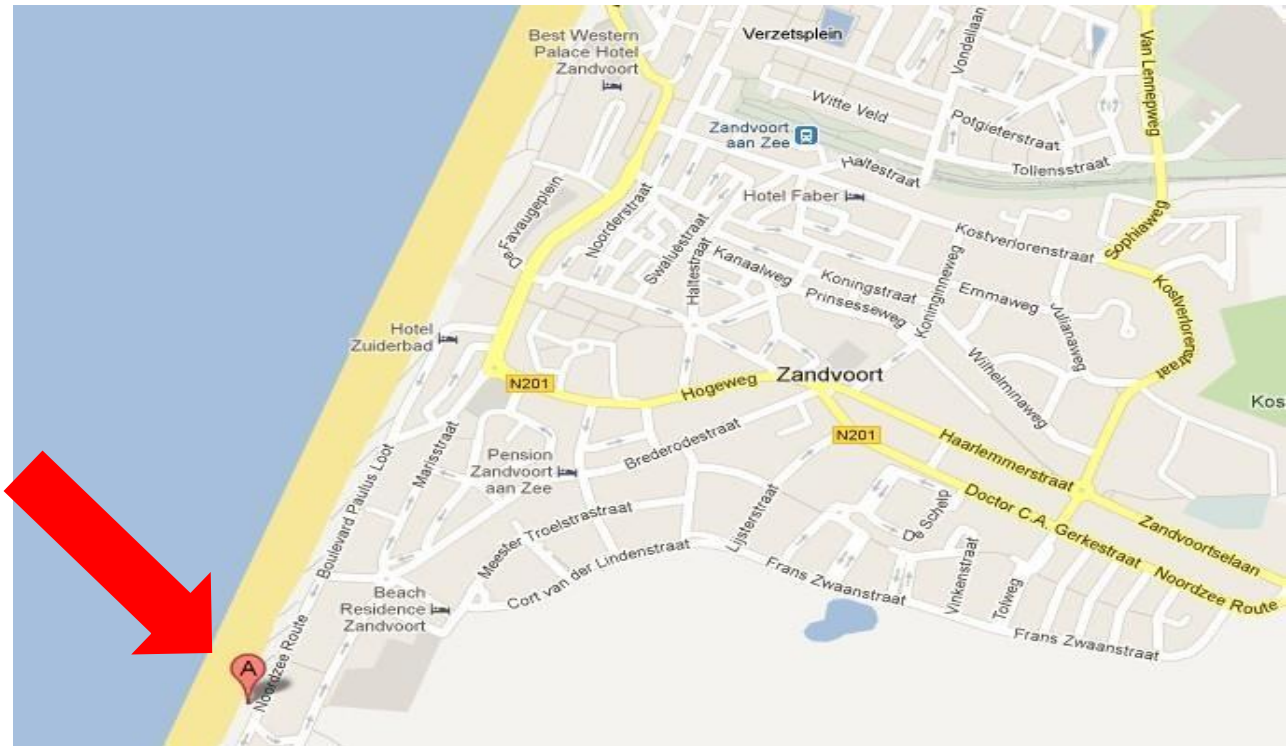 Best Western
Palace Hotel
Zandvoort
Verzetsplein
Vondellaan
Van Lennepweg
Witte Veld
Potgieterstraat
Zandvoort
aan Zee
Haltestraat
Tollensstraat
Hotel Faber
De Favaugeplein
Noorderstraat
Swaluëstraat
Haltestraat
Kanaalweg
Koningstraat
Prinsesseweg
Koninginneweg
Kostverlorenstraat
Sophiaweg
Emmaweg
Julianaweg
Kostverlorenstraat
Hotel
Zuiderbad
Wilhelminaweg
N201
Hogeweg
Zandvoort
Kos
N201
Haarlemmerstraat
Marisstraat
Boulevard Paulus Loot
Pension
Zandvoort
aan Zee
Brederodestraat
Doctor C.A. Gerkestraat
Zandvoortselaan
Noordzee Route
Meester Troelstrastraat
Lijsterstraat
De Schelp
Cort van der Lindenstraat
Frans Zwaanstraat
Vinkenstraat
Tolweg
Frans Zwaanstraat
Beach
Residence
Zandvoort
Noordzee Route
A